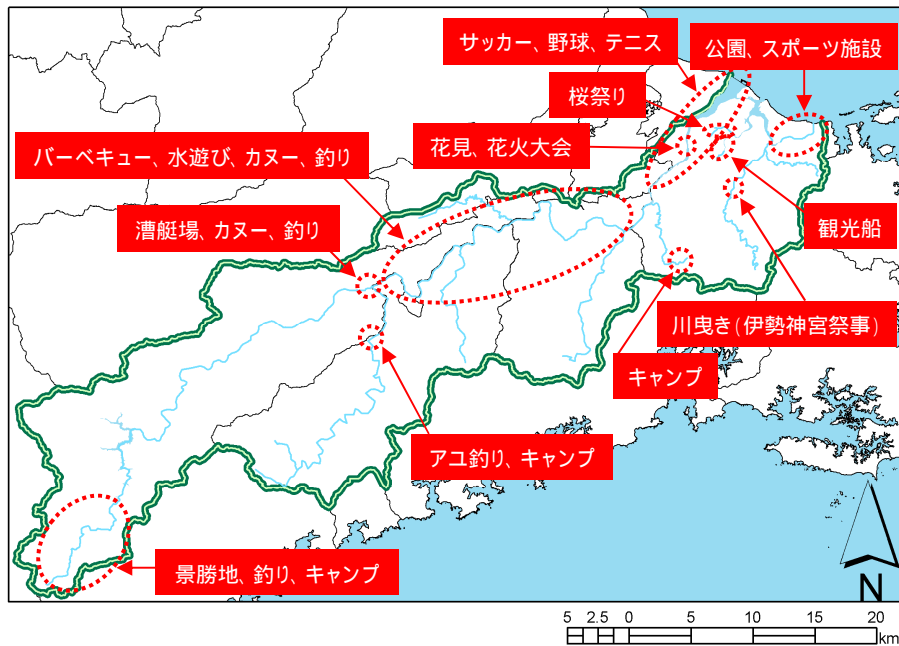 サッカー、野球、テニス
公園、スポーツ施設
桜祭り
花見、花火大会
バーベキュー、水遊び、カヌー、釣り
漕艇場、カヌー、釣り
観光船
川曳き(伊勢神宮祭事)
キャンプ
アユ釣り、キャンプ
景勝地、釣り、キャンプ
N
5 2.5 0 5 10 15 20
km